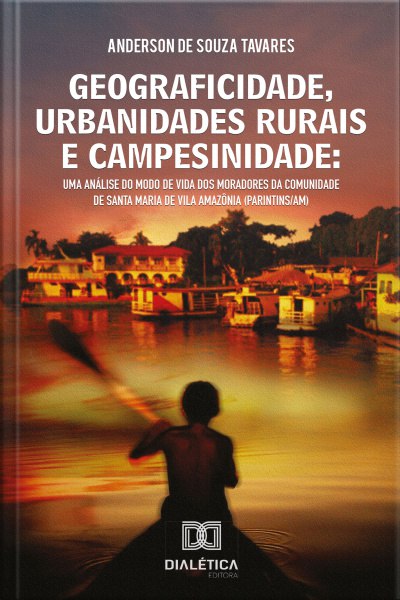 ANDERSON DE SOUZA TAVARES
GEOGRAFICIDADE,
URBANIDADES RURAIS
E CAMPESINIDADE:
UMA ANÁLISE DO MODO DE VIDA DOS MORADORES DA COMUNIDADE
DE SANTA MARIA DE VILA AMAZÔNIA (PARINTINS/AM)
DIALÉTICA
EDITORA